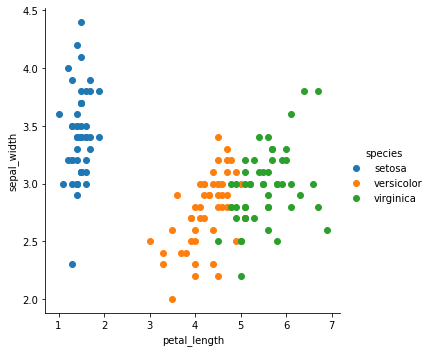 4.5
4.0
3.5
3.0
2.5
2.0
sepal_width
1
2
3
4
5
6
7
petal_length
species
setosa
versicolor
virginica